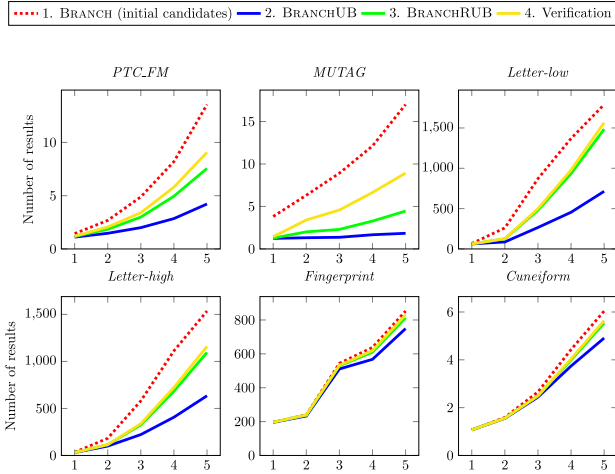 1. BRANCH (initial candidates) 2. BRANCHUB 3. BRANCHRUB 4. Verification
PTC_FM MUTAG Letter-low
Number of results
0 5 10
1 2 3 4 5
0 5 10 15
1 2 3 4 5
0 500 1,000 1,500
1 2 3 4 5
Letter-high Fingerprint Cuneiform
Number of results
0 500 1,000 1,500
1 2 3 4 5
0 200 400 600 800
1 2 3 4 5
0 2 4 6
1 2 3 4 5